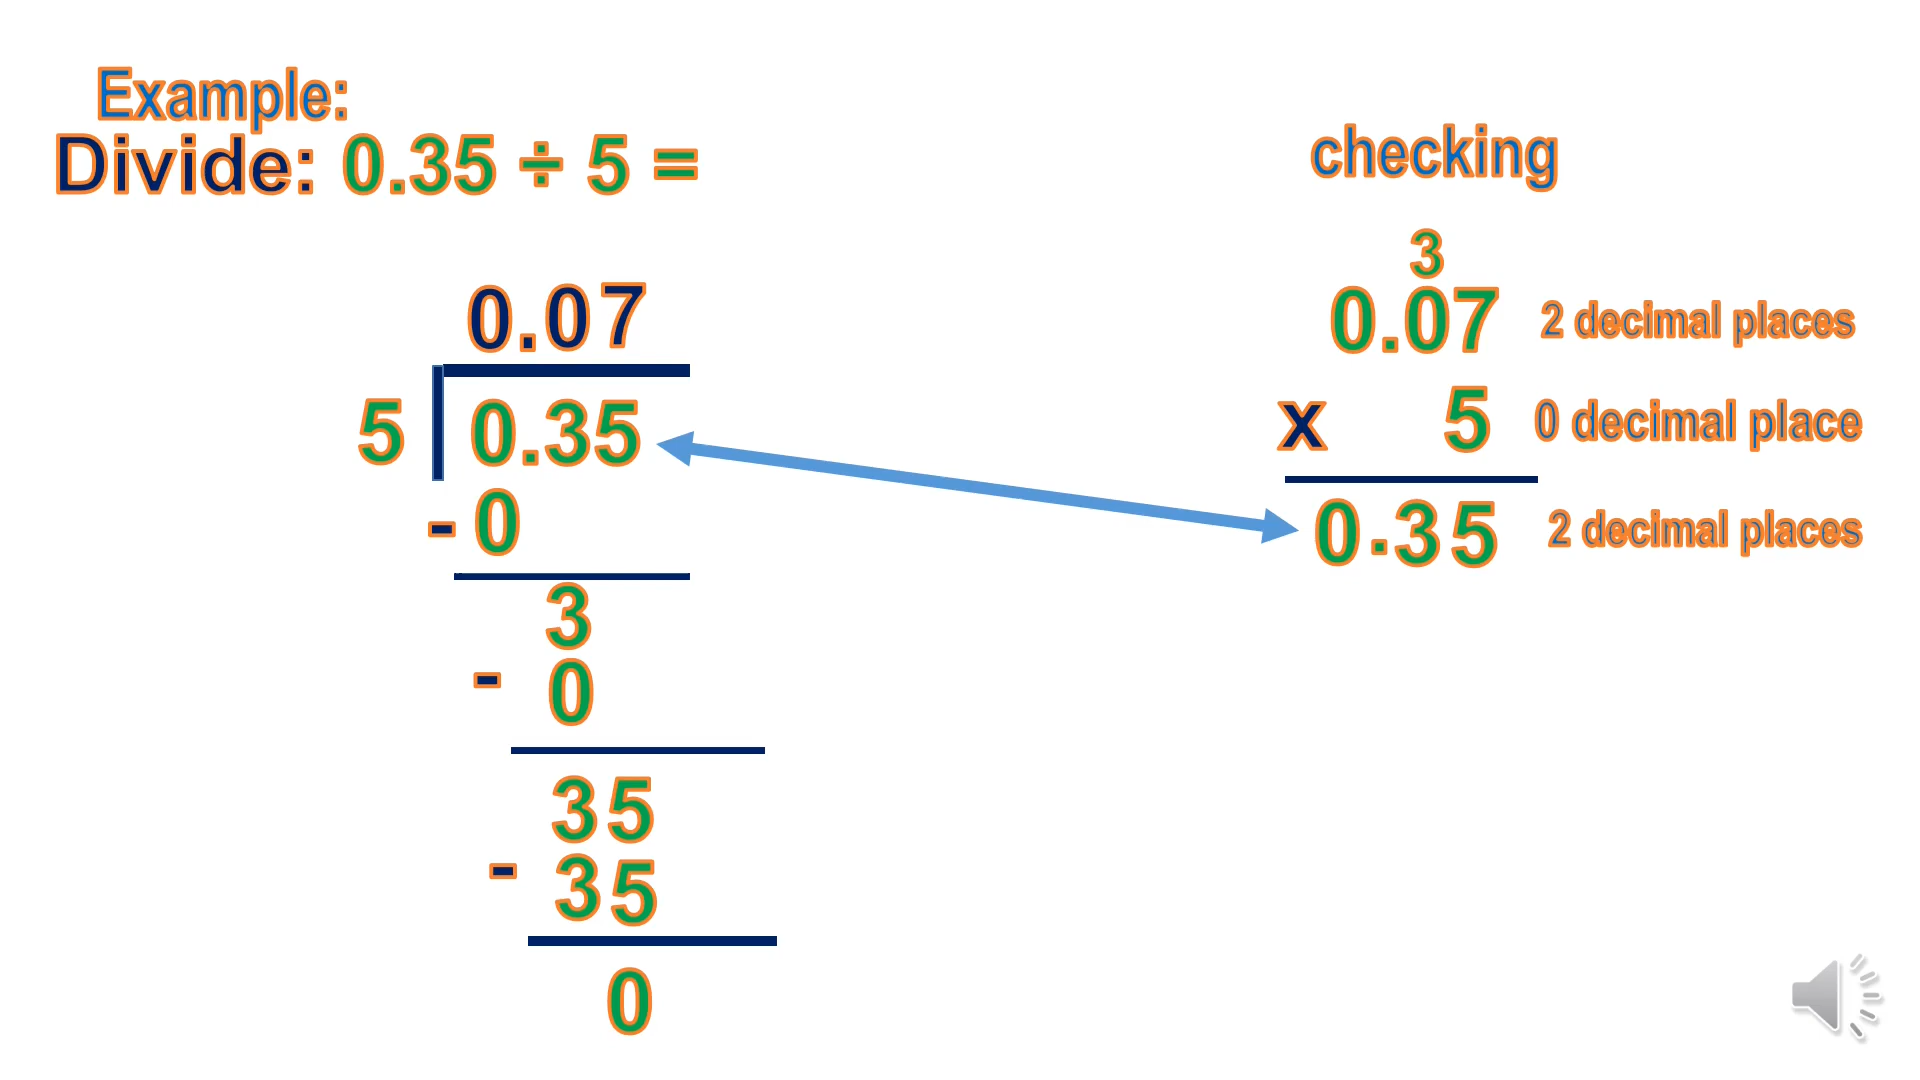 Example:
Divide: 0.35 ÷ 5 =
0.07
5 0.35
- 0
3
- 0
35
- 35
0
checking
3
0.07 2 decimal places
x 5 0 decimal place
0.35 2 decimal places